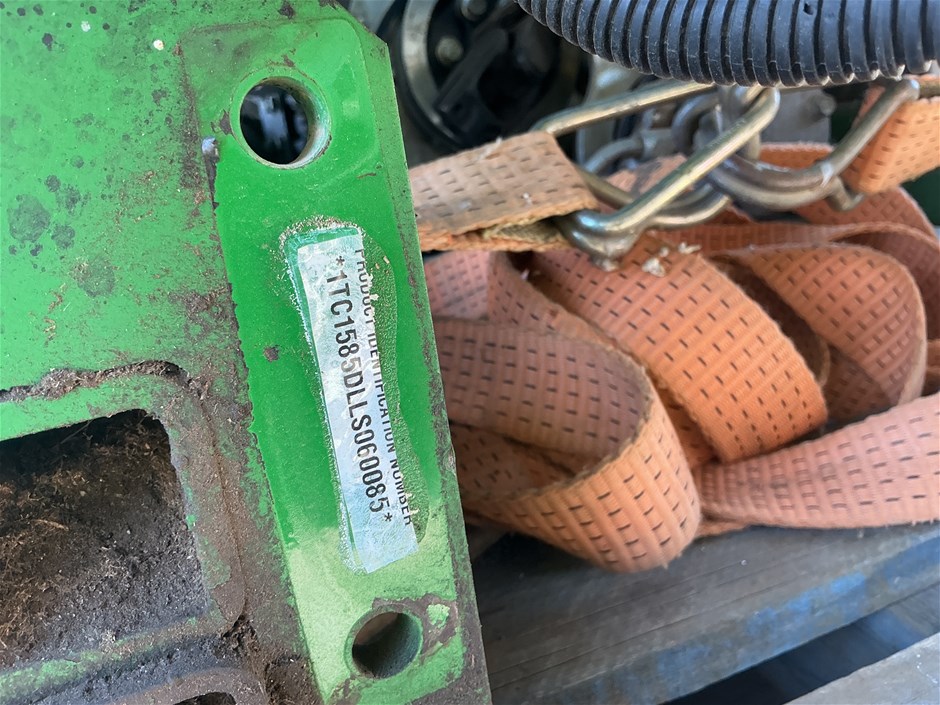 PRODUCT IDENTIFICATION NUMBER
*1TC1585DLLS060085*